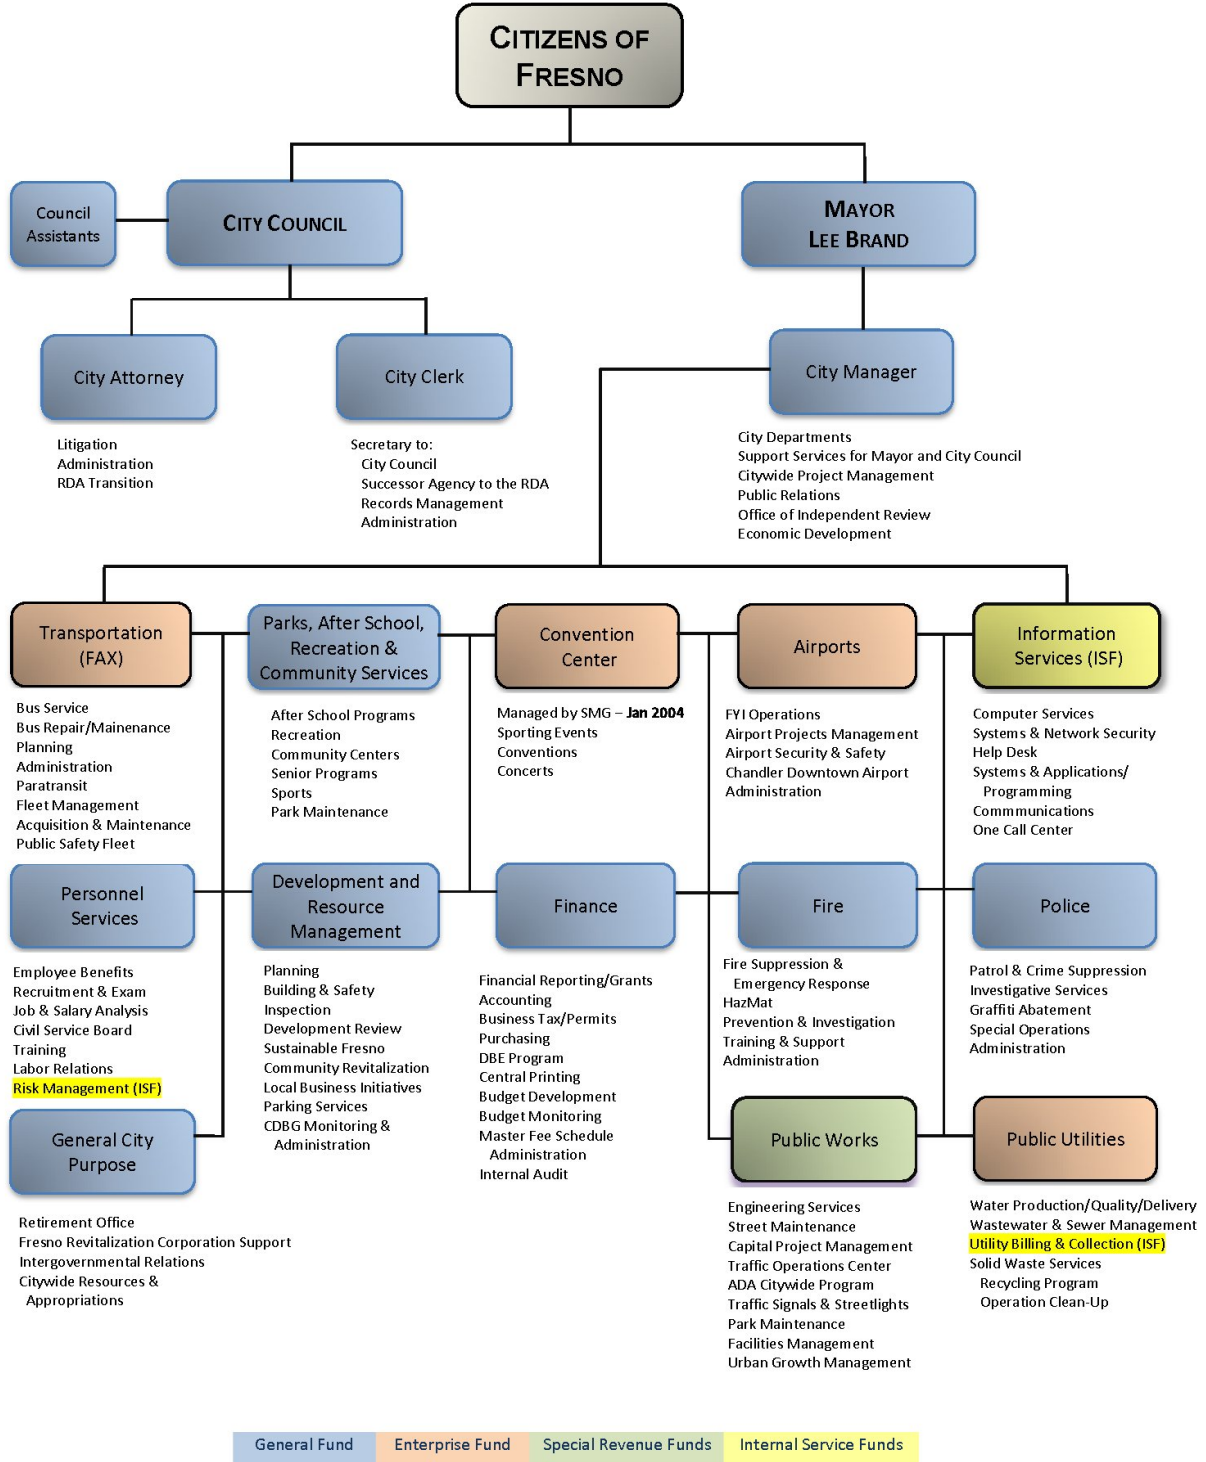 CITIZENS OF
FRESNO
Council
Assistants
CITY COUNCIL
MAYOR
LEE BRAND
City Attorney
Litigation
Administration
RDA Transition
City Clerk
Secretary to:
City Council
Successor Agency to the RDA
Records Management
Administration
City Manager
City Departments
Support Services for Mayor and City Council
Citywide Project Management
Public Relations
Office of Independent Review
Economic Development
Transportation
(FAX)
Bus Service
Bus Repair/Mainenance
Planning
Administration
Paratransit
Fleet Management
Acquisition & Maintenance
Public Safety Fleet
Parks, After School,
Recreation &
Community Services
After School Programs
Recreation
Community Centers
Senior Programs
Sports
Park Maintenance
Convention
Center
Managed by SMG – Jan 2004
Sporting Events
Conventions
Concerts
Airports
FYI Operations
Airport Projects Management
Airport Security & Safety
Chandler Downtown Airport
Administration
Information
Services (ISF)
Computer Services
Systems & Network Security
Help Desk
Systems & Applications/
Programming
Commmunications
One Call Center
Personnel
Services
Employee Benefits
Recruitment & Exam
Job & Salary Analysis
Civil Service Board
Training
Labor Relations
Risk Management (ISF)
Development and
Resource
Management
Planning
Building & Safety
Inspection
Development Review
Sustainable Fresno
Community Revitalization
Local Business Initiatives
Parking Services
CDBG Monitoring &
Administration
Finance
Financial Reporting/Grants
Accounting
Business Tax/Permits
Purchasing
DBE Program
Central Printing
Budget Development
Budget Monitoring
Master Fee Schedule
Administration
Internal Audit
Fire
Fire Suppression &
Emergency Response
HazMat
Prevention & Investigation
Training & Support
Administration
Police
Patrol & Crime Suppression
Investigative Services
Graffiti Abatement
Special Operations
Administration
General City
Purpose
Retirement Office
Fresno Revitalization Corporation Support
Intergovernmental Relations
Citywide Resources &
Appropriations
Public Works
Engineering Services
Street Maintenance
Capital Project Management
Traffic Operations Center
ADA Citywide Program
Traffic Signals & Streetlights
Park Maintenance
Facilities Management
Urban Growth Management
Public Utilities
Water Production/Quality/Delivery
Wastewater & Sewer Management
Utility Billing & Collection (ISF)
Solid Waste Services
Recycling Program
Operation Clean-Up
General Fund
Enterprise Fund
Special Revenue Funds
Internal Service Funds